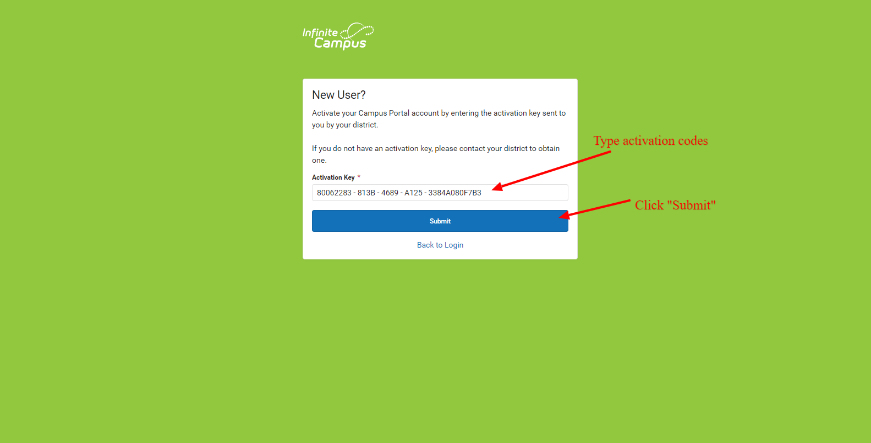 Infinite
Campus
New User?
Activate your Campus Portal account by entering the activation key sent to
you by your district.
If you do not have an activation key, please contact your district to obtain
one.
Type activation codes
Activation Key *
80062283 - 813B - 4689 - A125 - 3384A080F7B3
Click "Submit"
Submit
Back to Login